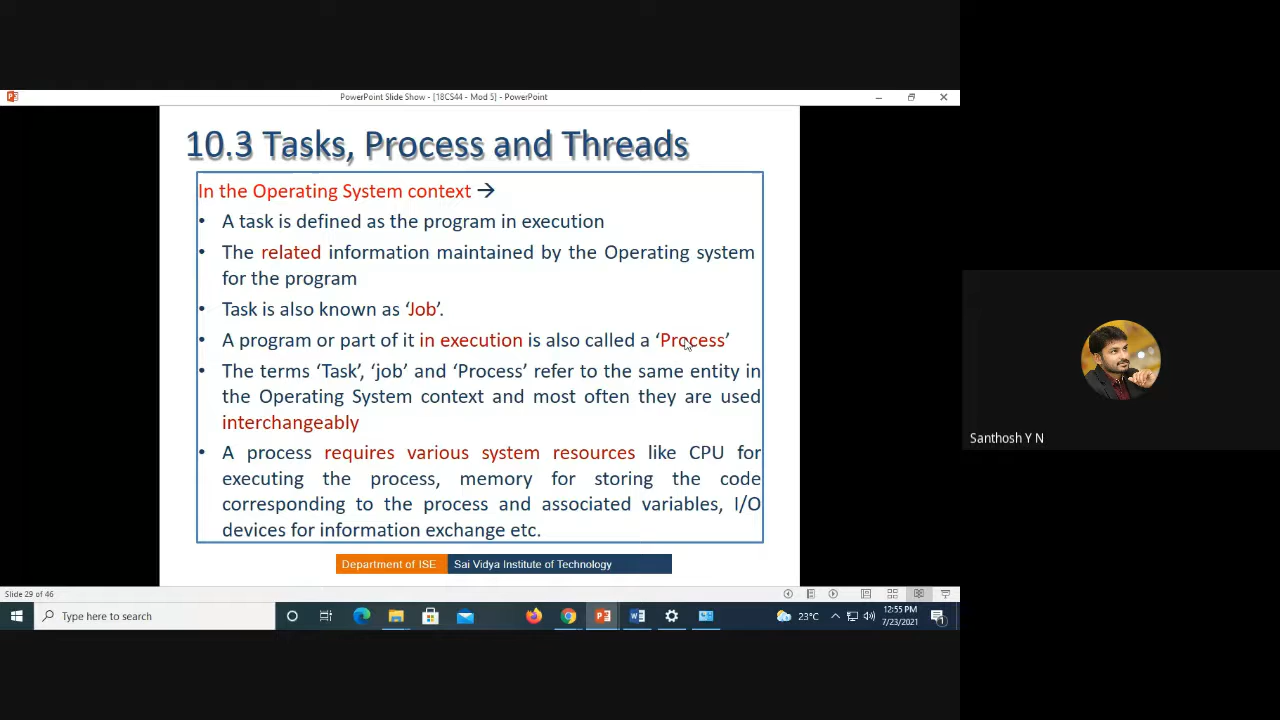 PowerPoint Slide Show - [18CS44 - Mod 5] - PowerPoint
10.3 Tasks, Process and Threads
In the Operating System context →
• A task is defined as the program in execution
• The related information maintained by the Operating system
for the program
• Task is also known as ‘Job’.
• A program or part of it in execution is also called a ‘Process’
• The terms ‘Task’, ‘job’ and ‘Process’ refer to the same entity in
the Operating System context and most often they are used
interchangeably
• A process requires various system resources like CPU for
executing the process, memory for storing the code
corresponding to the process and associated variables, I/O
devices for information exchange etc.
Department of ISE Sai Vidya Institute of Technology
Santhosh Y N
Slide 29 of 46
Type here to search
23°C
12:55 PM
7/23/2021
1